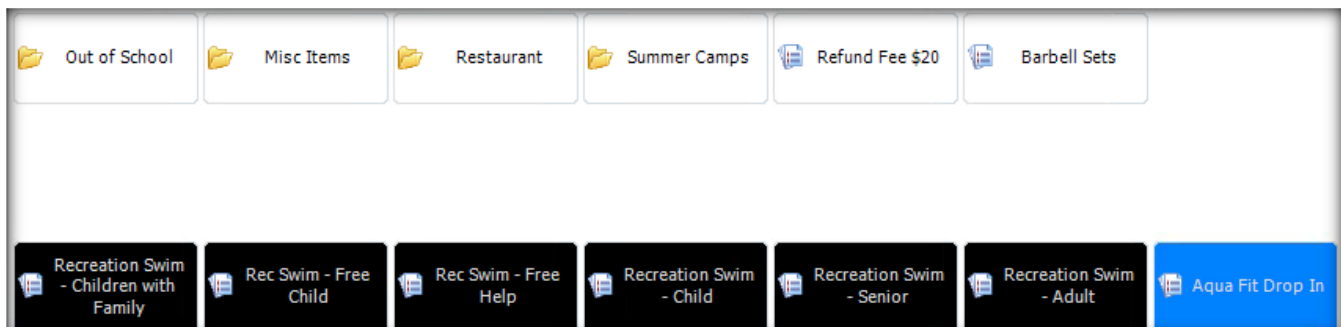 Out of School
Misc Items
Restaurant
Summer Camps
Refund Fee $20
Barbell Sets
Recreation Swim
- Children with
Family
Rec Swim - Free
Child
Rec Swim - Free
Help
Recreation Swim
- Child
Recreation Swim
- Senior
Recreation Swim
- Adult
Aqua Fit Drop In